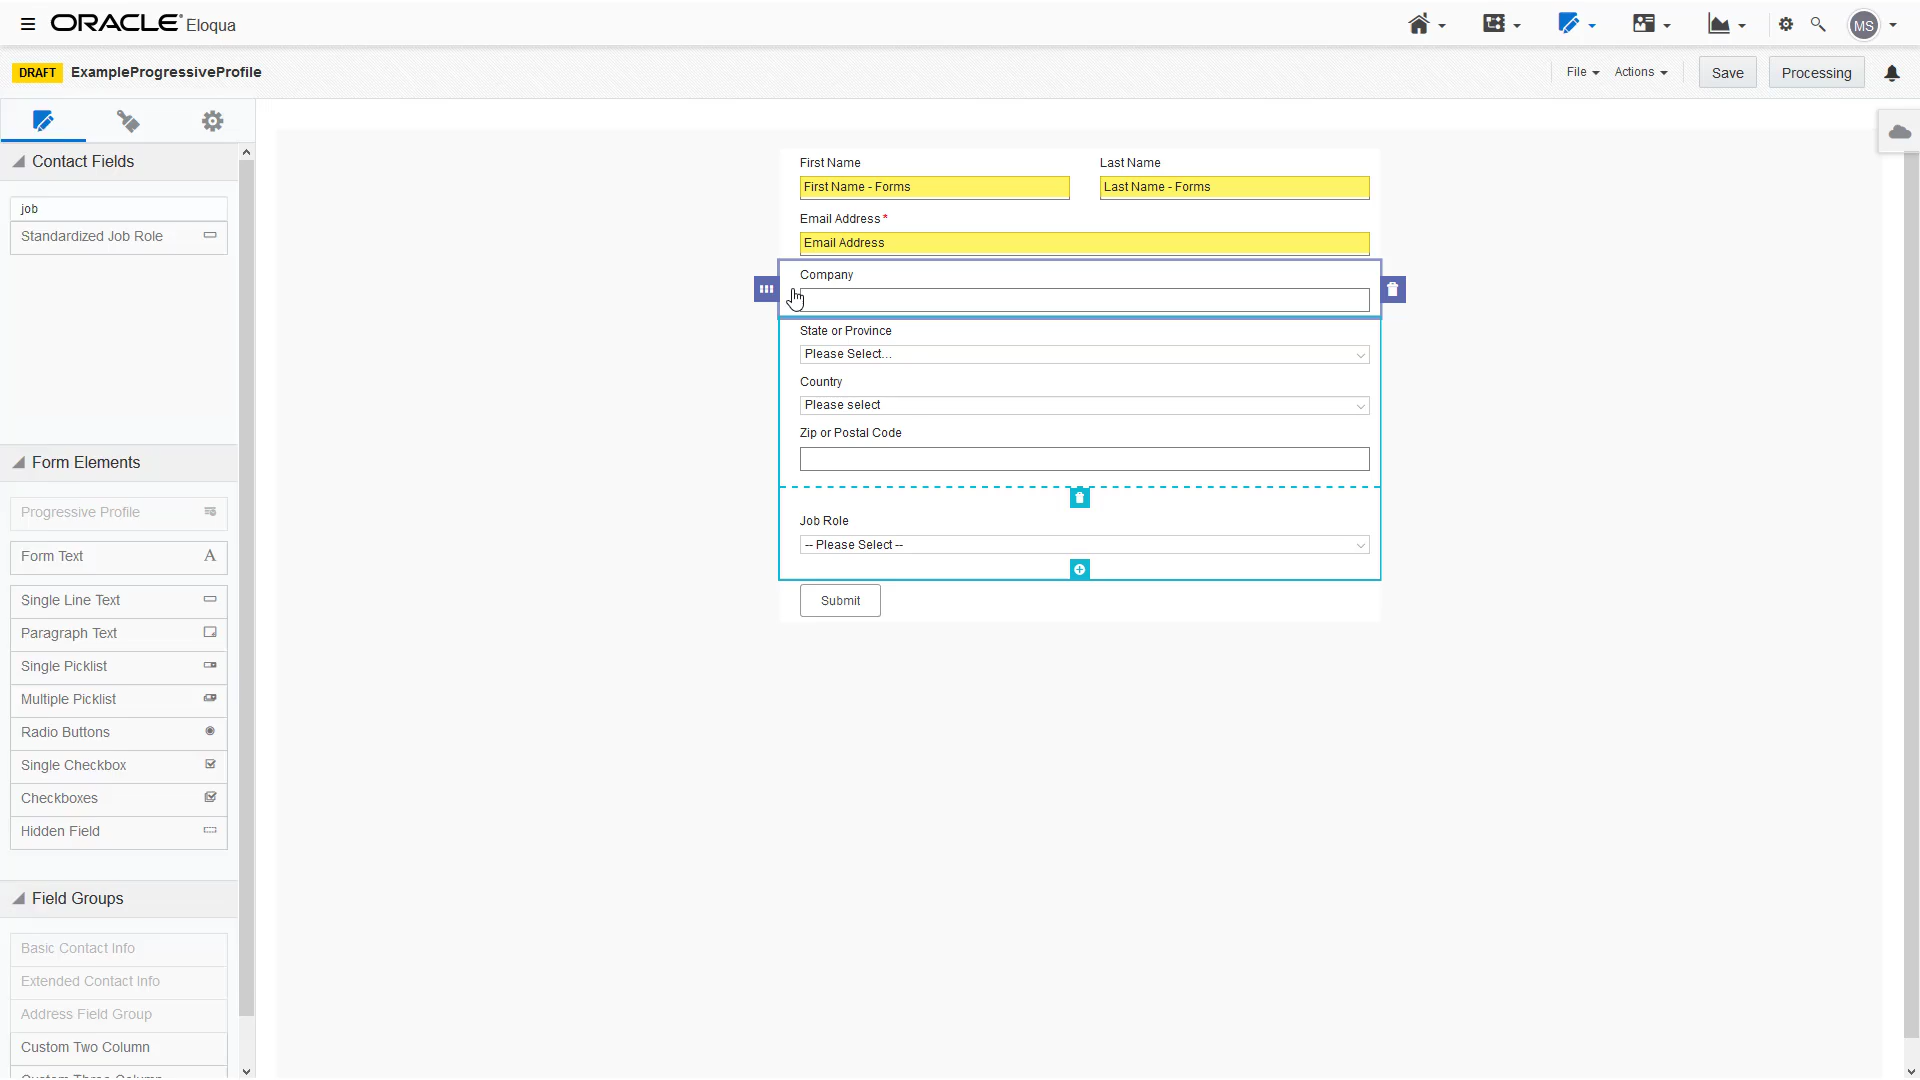 ORACLE Eloqua
MS
DRAFT ExampleProgressiveProfile
File Actions Save Processing
Contact Fields
job
Standardized Job Role
Form Elements
Progressive Profile
Form Text
A
Single Line Text
Paragraph Text
Single Picklist
Multiple Picklist
Radio Buttons
Single Checkbox
Checkboxes
Hidden Field
Field Groups
Basic Contact Info
Extended Contact Info
Address Field Group
Custom Two Column
Custom Three Column
First Name Last Name
First Name - Forms Last Name - Forms
Email Address*
Email Address
Company
State or Province
Please Select...
Country
Please select
Zip or Postal Code
Job Role
-- Please Select --
Submit